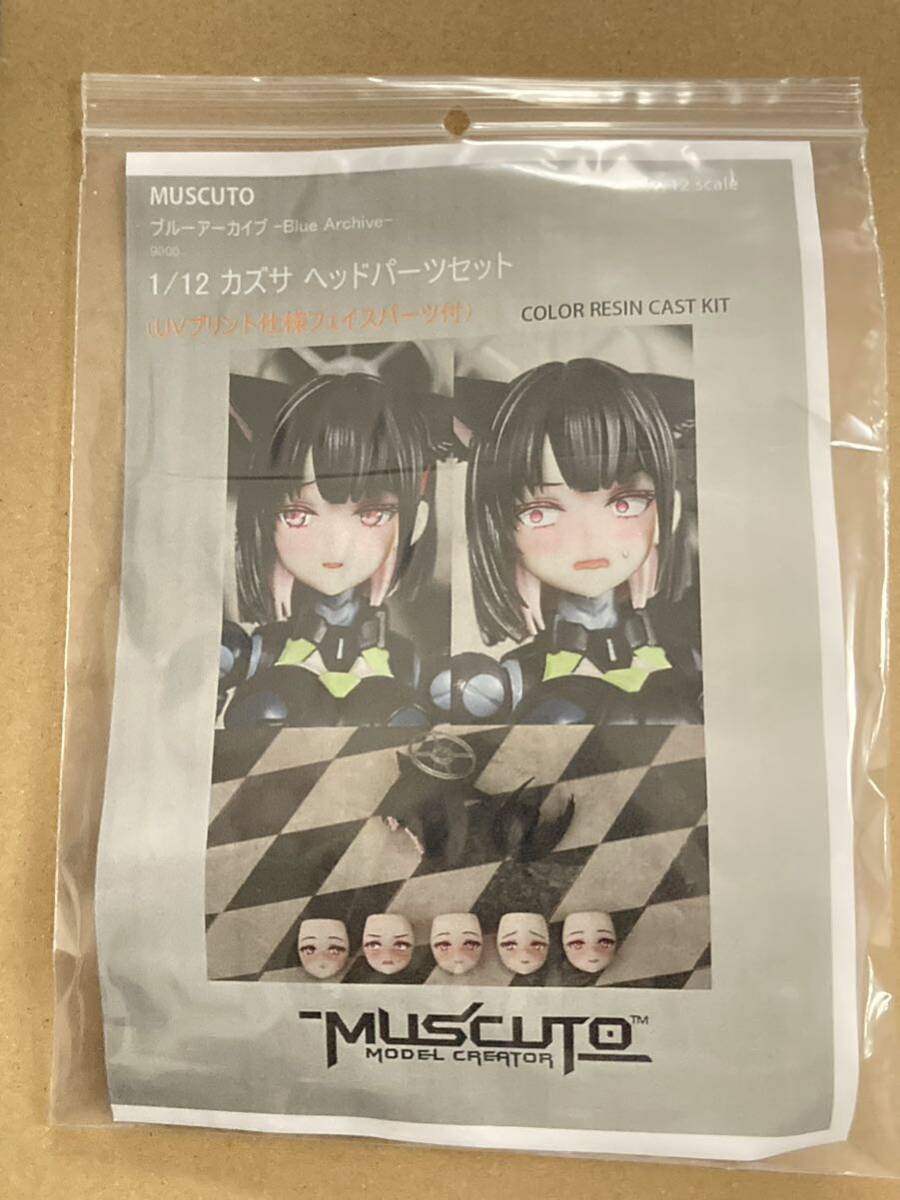 MUSCUTO
12 scale
ブルーアーカイブ -Blue Archive-
1/12 カズサ ヘッドパーツセット
(UVプリント仕様フェイスパーツ付)
COLOR RESIN CAST KIT
MUSCUTO™
MODEL CREATOR